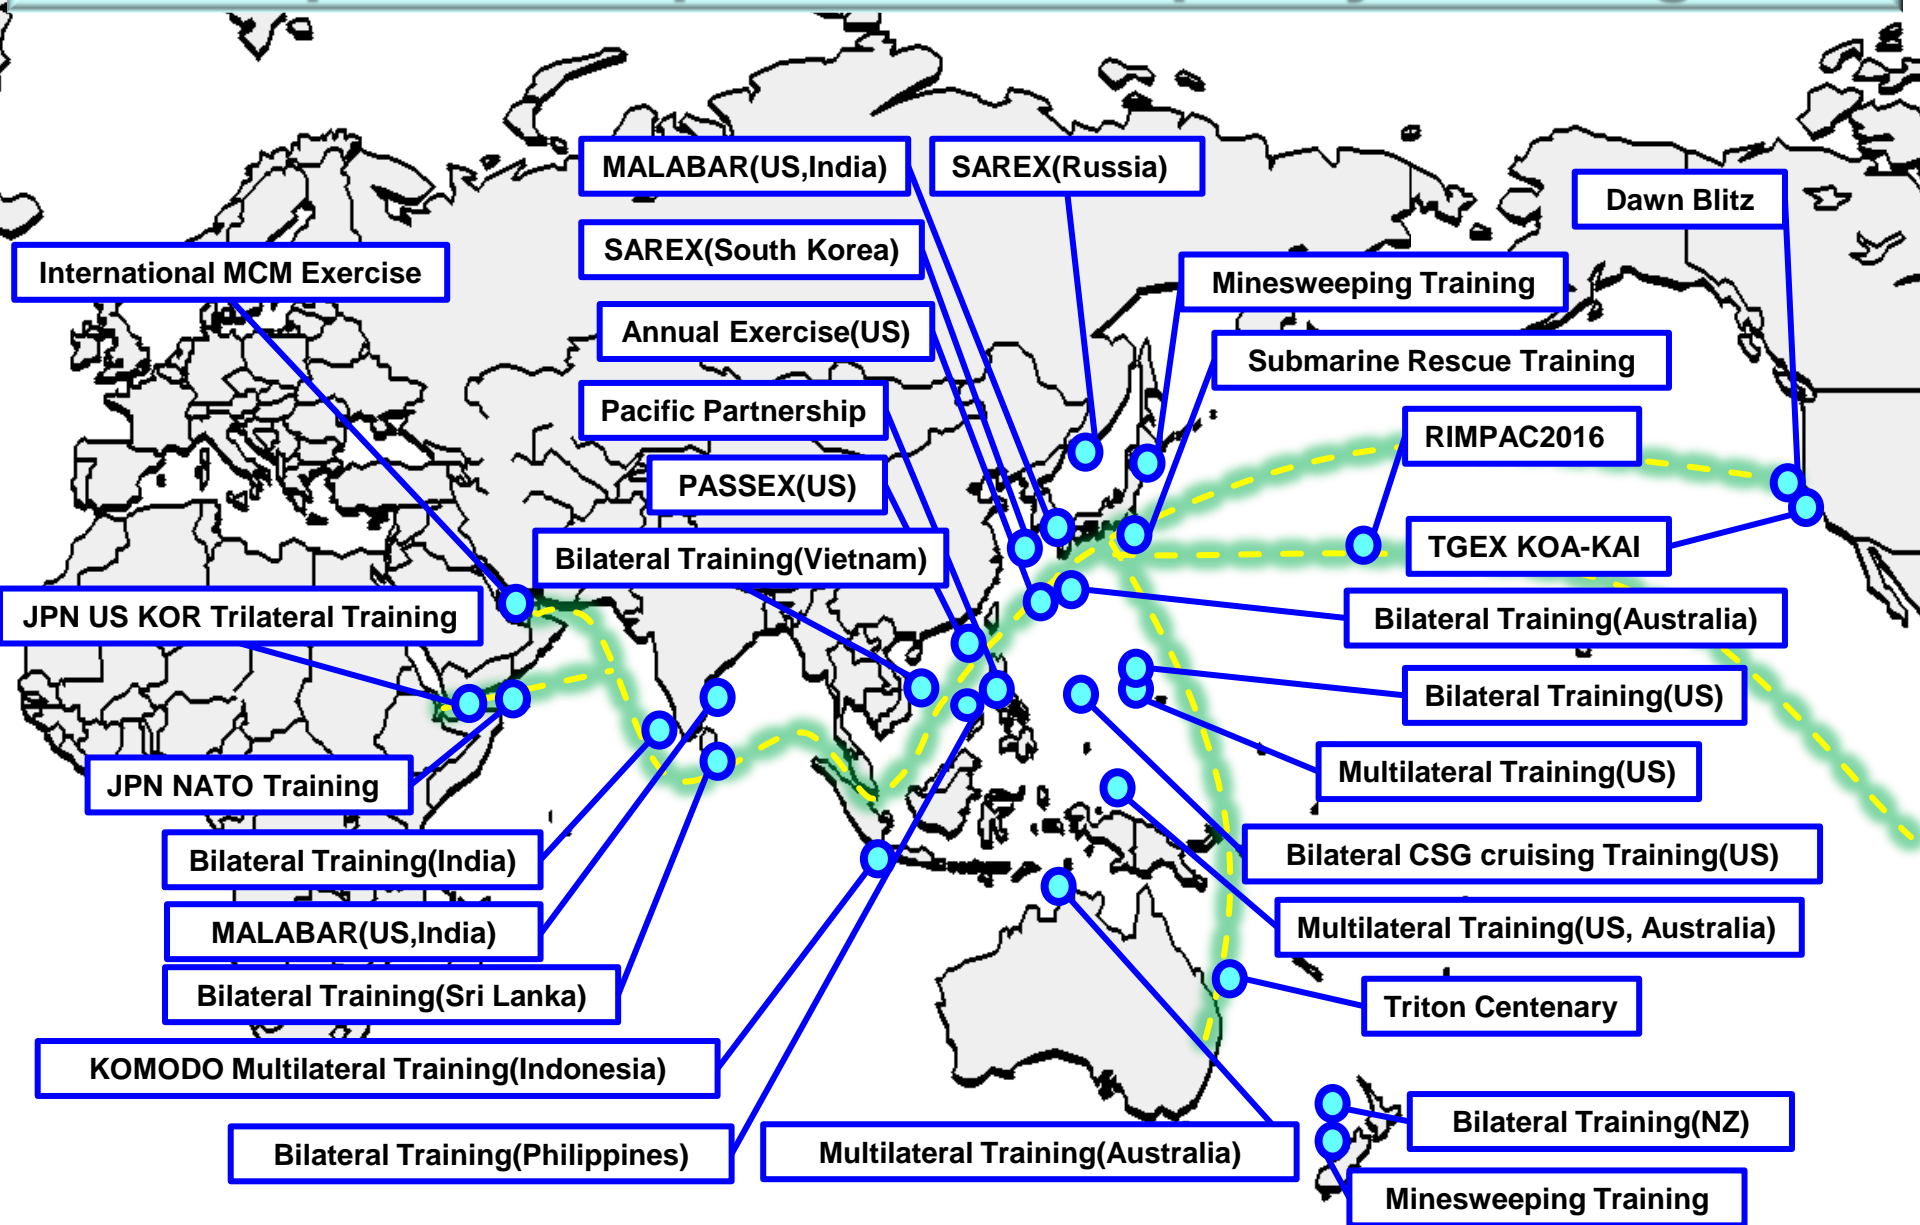 MALABAR(US,India)
SAREX(Russia)
Dawn Blitz
SAREX(South Korea)
International MCM Exercise
Minesweeping Training
Annual Exercise(US)
Submarine Rescue Training
Pacific Partnership
RIMPAC2016
PASSEX(US)
TGEX KOA-KAI
Bilateral Training(Vietnam)
JPN US KOR Trilateral Training
Bilateral Training(Australia)
Bilateral Training(US)
Multilateral Training(US)
JPN NATO Training
Bilateral Training(India)
Bilateral CSG cruising Training(US)
MALABAR(US,India)
Multilateral Training(US, Australia)
Bilateral Training(Sri Lanka)
Triton Centenary
KOMODO Multilateral Training(Indonesia)
Bilateral Training(NZ)
Bilateral Training(Philippines)
Multilateral Training(Australia)
Minesweeping Training